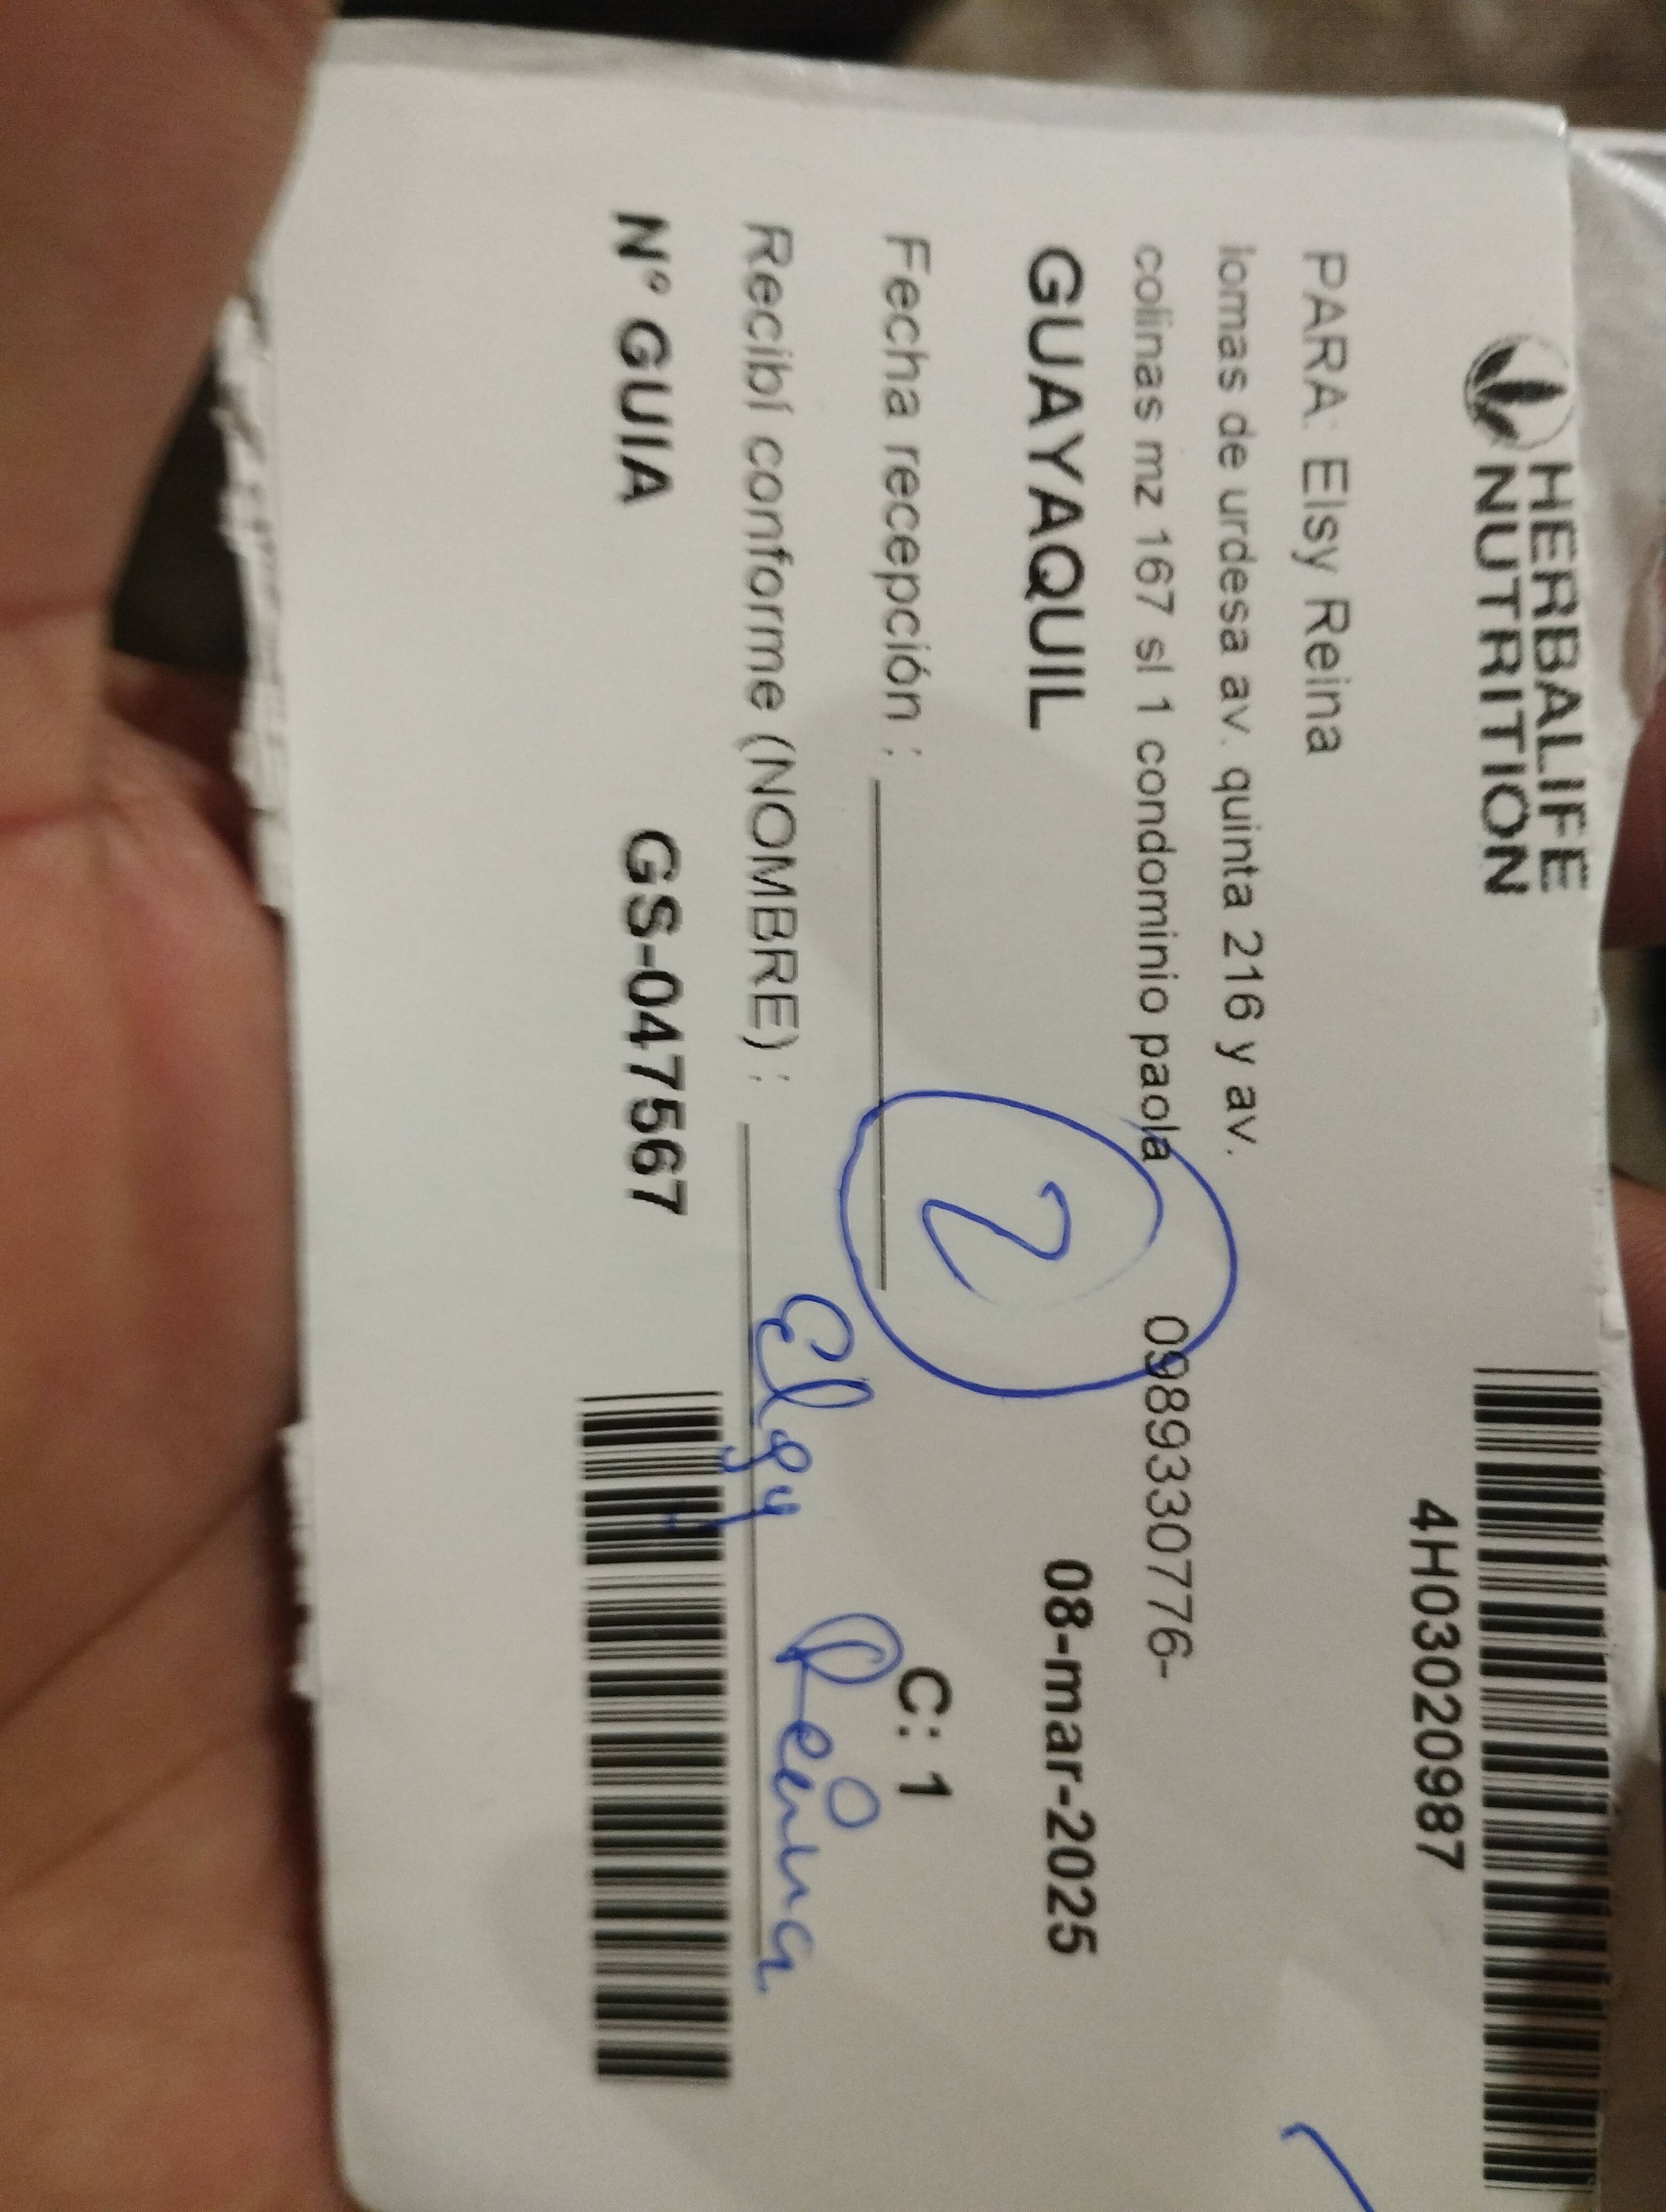 HERBALIFE
NUTRITION
4H03020987
PARA: Elsy Reina
lomas de urdesa av. quinta 216 y av.
colinas mz 167 sl 1 condominio paola 0989330776-
GUAYAQUIL 08-mar-2025
2
Fecha recepción : C: 1
Recibí conforme (NOMBRE) : Elsy Reina
N° GUIA GS-047567